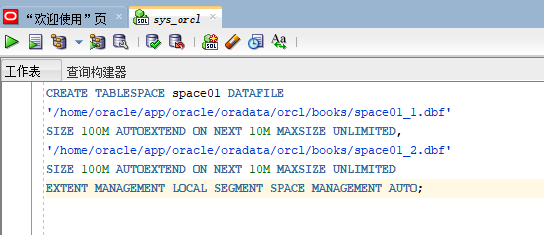 “欢迎使用”页
sys_orcl
SQL
SQL
Aa
工作表
查询构建器
CREATE TABLESPACE space01 DATAFILE
'/home/oracle/app/oracle/oradata/orcl/books/space01_1.dbf'
SIZE 100M AUTOEXTEND ON NEXT 10M MAXSIZE UNLIMITED,
'/home/oracle/app/oracle/oradata/orcl/books/space01_2.dbf'
SIZE 100M AUTOEXTEND ON NEXT 10M MAXSIZE UNLIMITED
EXTENT MANAGEMENT LOCAL SEGMENT SPACE MANAGEMENT AUTO;